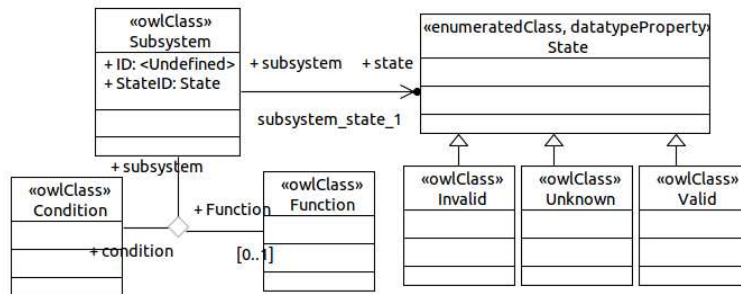 «owlClass»
Subsystem
+ ID: <Undefined>
+ StateID: State
+ subsystem
+ state
subsystem_state_1
«enumeratedClass, datatypeProperty»
State
+ subsystem
«owlClass»
Condition
+ Function
[0..1]
+ condition
«owlClass»
Function
«owlClass»
Invalid
«owlClass»
Unknown
«owlClass»
Valid